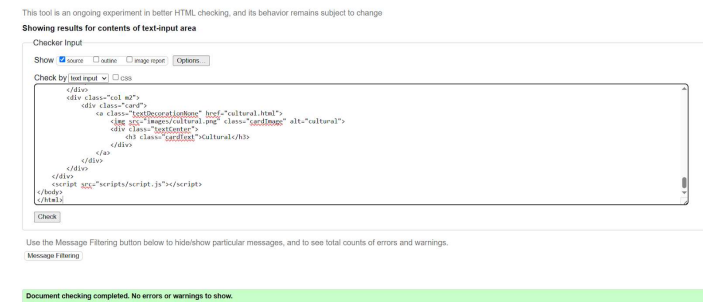 This tool is an ongoing experiment in better HTML checking, and its behavior remains subject to change
Showing results for contents of text-input area
Checker Input
Show source outline image report Options...
Check by text input css
</div>
<div class="col m2">
<div class="card">
<a class="textDecorationNone" href="cultural.html">
<img src="images/cultural.png" class="cardImage" alt="cultural">
<div class="textCenter">
<h3 class="cardText">Cultural</h3>
</div>
</a>
</div>
</div>
</div>
<script src="scripts/script.js"></script>
</body>
</html>
Check
Use the Message Filtering button below to hide/show particular messages, and to see total counts of errors and warnings.
Message Filtering
Document checking completed. No errors or warnings to show.